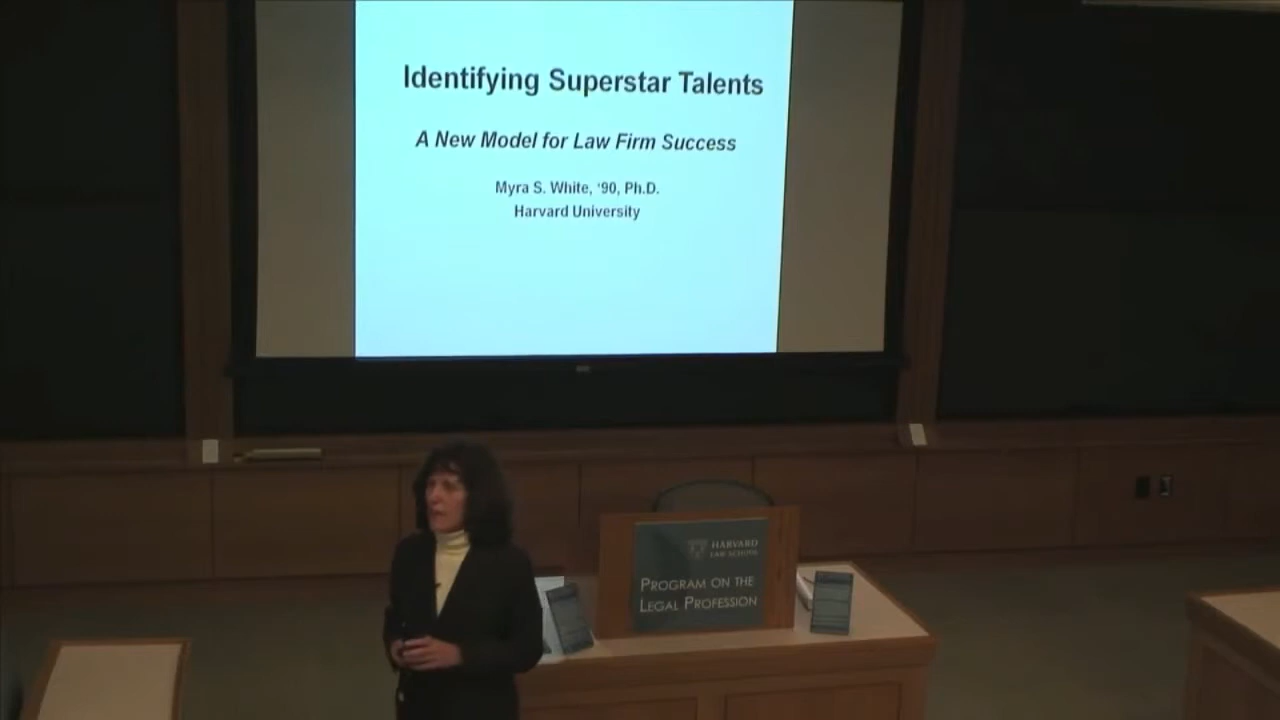 Identifying Superstar Talents
A New Model for Law Firm Success
Myra S. White, '90, Ph.D.
Harvard University
HARVARD
LAW SCHOOL
PROGRAM ON THE
LEGAL PROFESSION